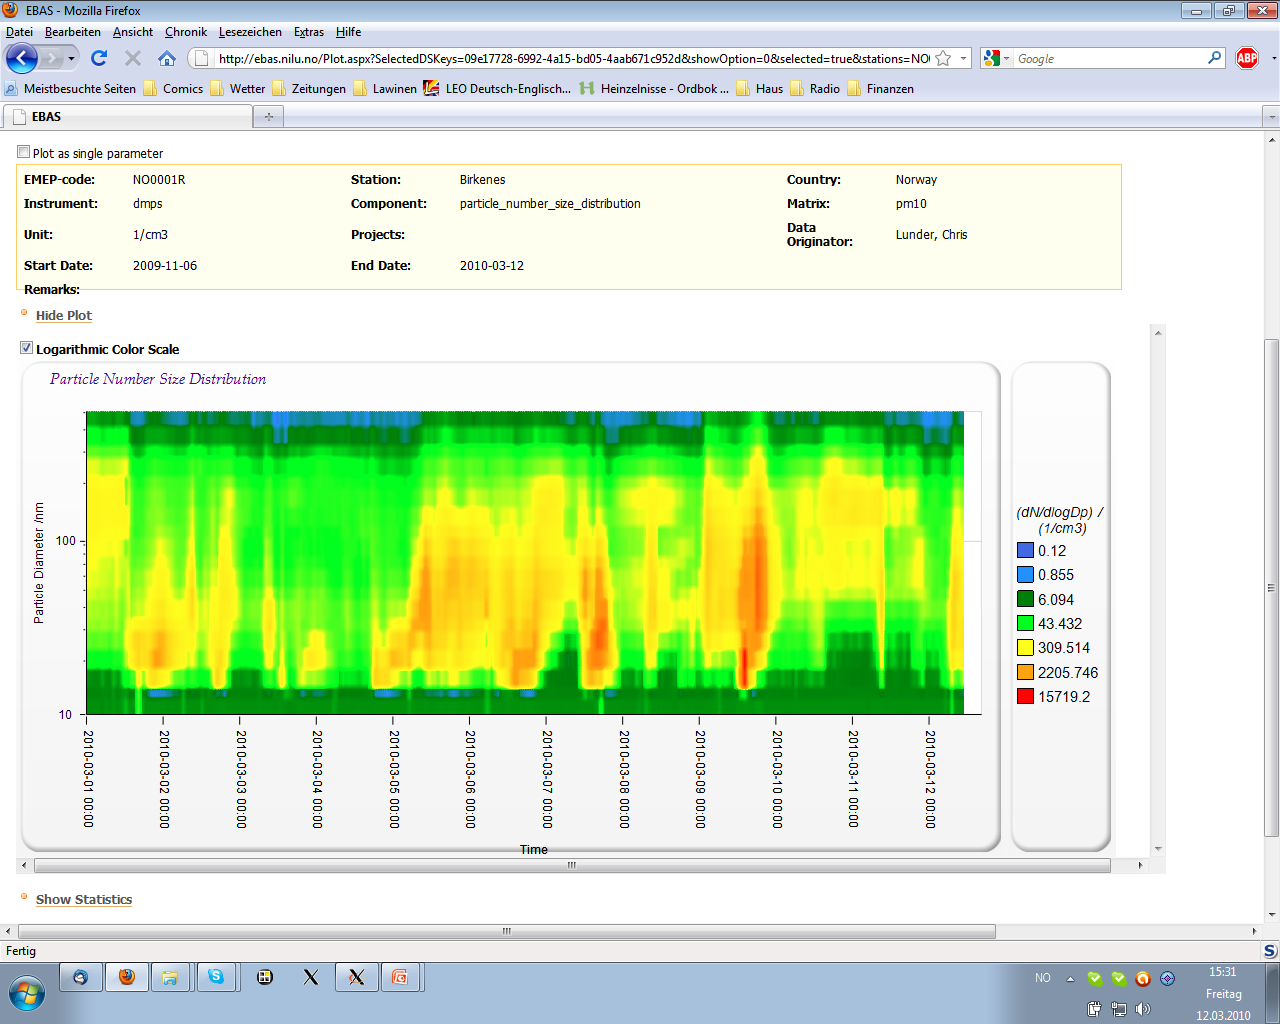 EBAS - Mozilla Firefox
Datei Bearbeiten Ansicht Chronik Lesezeichen Extras Hilfe
http://ebas.nilu.no/Plot.aspx?SelectedDSKeys=09e17728-6992-4a15-bd05-4aab671c952d&showOption=0&selected=true&stations=NO Google ABP
Meistbesuchte Seiten Comics Wetter Zeitungen Lawinen LEO Deutsch-Englisch... Heinzelnisse - Ordbok ... Haus Radio Finanzen
EBAS
Plot as single parameter
EMEP-code: NO0001R Station: Birkenes Country: Norway
Instrument: dmps Component: particle_number_size_distribution Matrix: pm10
Unit: 1/cm3 Projects: Data Originator: Lunder, Chris
Start Date: 2009-11-06 End Date: 2010-03-12
Remarks:
Hide Plot
Logarithmic Color Scale
Particle Number Size Distribution
Particle Diameter /nm
100
10
2010-03-01 00:00
2010-03-02 00:00
2010-03-03 00:00
2010-03-04 00:00
2010-03-05 00:00
2010-03-06 00:00
2010-03-07 00:00
2010-03-08 00:00
2010-03-09 00:00
2010-03-10 00:00
2010-03-11 00:00
2010-03-12 00:00
Time
(dN/dlogDp) /
(1/cm3)
0.12
0.855
6.094
43.432
309.514
2205.746
15719.2
Show Statistics
Fertig
NO
15:31
Freitag
12.03.2010